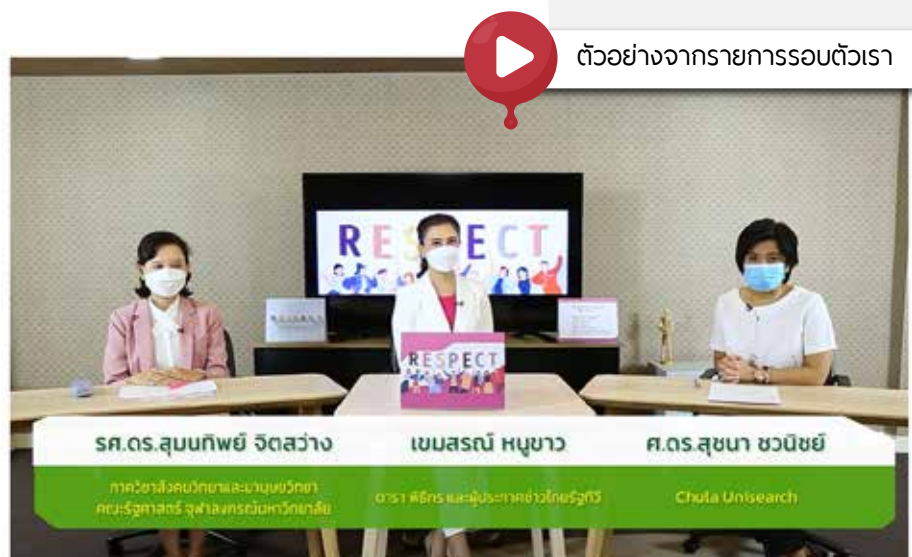 ตัวอย่างจากรายการรอบตัวเรา
RESPECT
RESPECT
รศ.ดร.สุมนทิพย์ จิตสว่าง
เขมสรณ์ หนูขาว
ศ.ดร.สุชนา ชวนิชย์
ภาควิชาสังคมวิทยาและมานุษยวิทยา
คณะรัฐศาสตร์ จุฬาลงกรณ์มหาวิทยาลัย
ดารา พิธีกร และผู้ประกาศข่าวไทยรัฐทีวี
Chula Unisearch